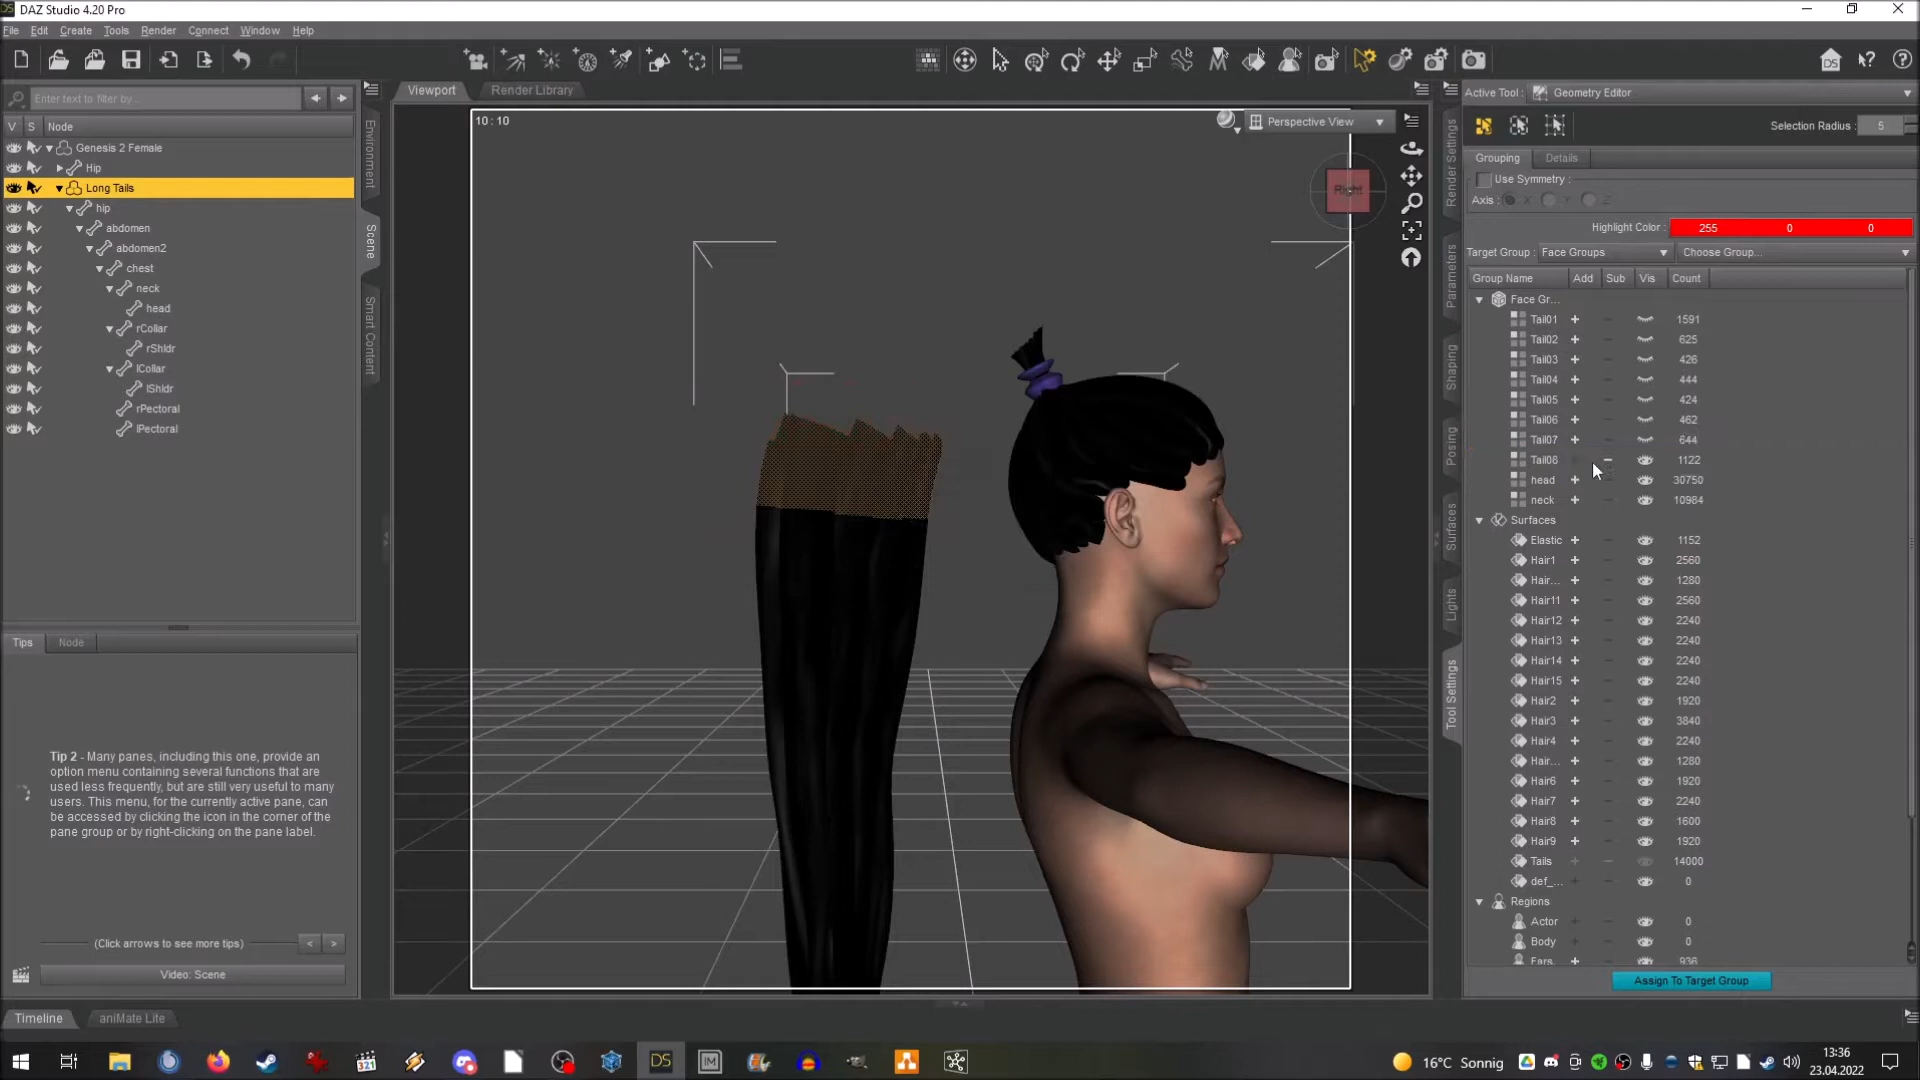 DAZ Studio 4.20 Pro
File Edit Create Tools Render Connect Window Help
Enter text to filter by...
V S Node
Genesis 2 Female
Hip
Long Tails
hip
abdomen
abdomen2
chest
neck
head
rCollar
rShldr
lCollar
lShldr
rPectoral
lPectoral
Tips Node
Tip 2 - Many panes, including this one, provide an
option menu containing several functions that are
used less frequently, but are still very useful to many
users. This menu, for the currently active pane, can
be accessed by clicking the icon in the corner of the
pane group or by right-clicking on the pane label.
(Click arrows to see more tips) < >
Video: Scene
Timeline aniMate Lite
Environment
Scene
Smart Content
Viewport Render Library
10 : 10
Perspective View
Right
Render Settings
Parameters
Shaping
Posing
Surfaces
Lights
Tool Settings
Active Tool : Geometry Editor
Selection Radius : 5
Grouping Details
Use Symmetry :
Axis : X Y Z
Highlight Color : 255 0 0
Target Group : Face Groups Choose Group...
Group Name Add Sub Vis Count
Face Gr...
Tail01 1591
Tail02 625
Tail03 426
Tail04 444
Tail05 424
Tail06 462
Tail07 644
Tail08 1122
head 30750
neck 10984
Surfaces
Elastic 1152
Hair1 2560
Hair... 1280
Hair11 2560
Hair12 2240
Hair13 2240
Hair14 2240
Hair15 2240
Hair2 1920
Hair3 3840
Hair4 2240
Hair... 1280
Hair6 1920
Hair7 2240
Hair8 1600
Hair9 1920
Tails 14000
def_... 0
Regions
Actor 0
Body 0
Ears 936
Assign To Target Group
321
DS
IM
16°C Sonnig
13:36
23.04.2022